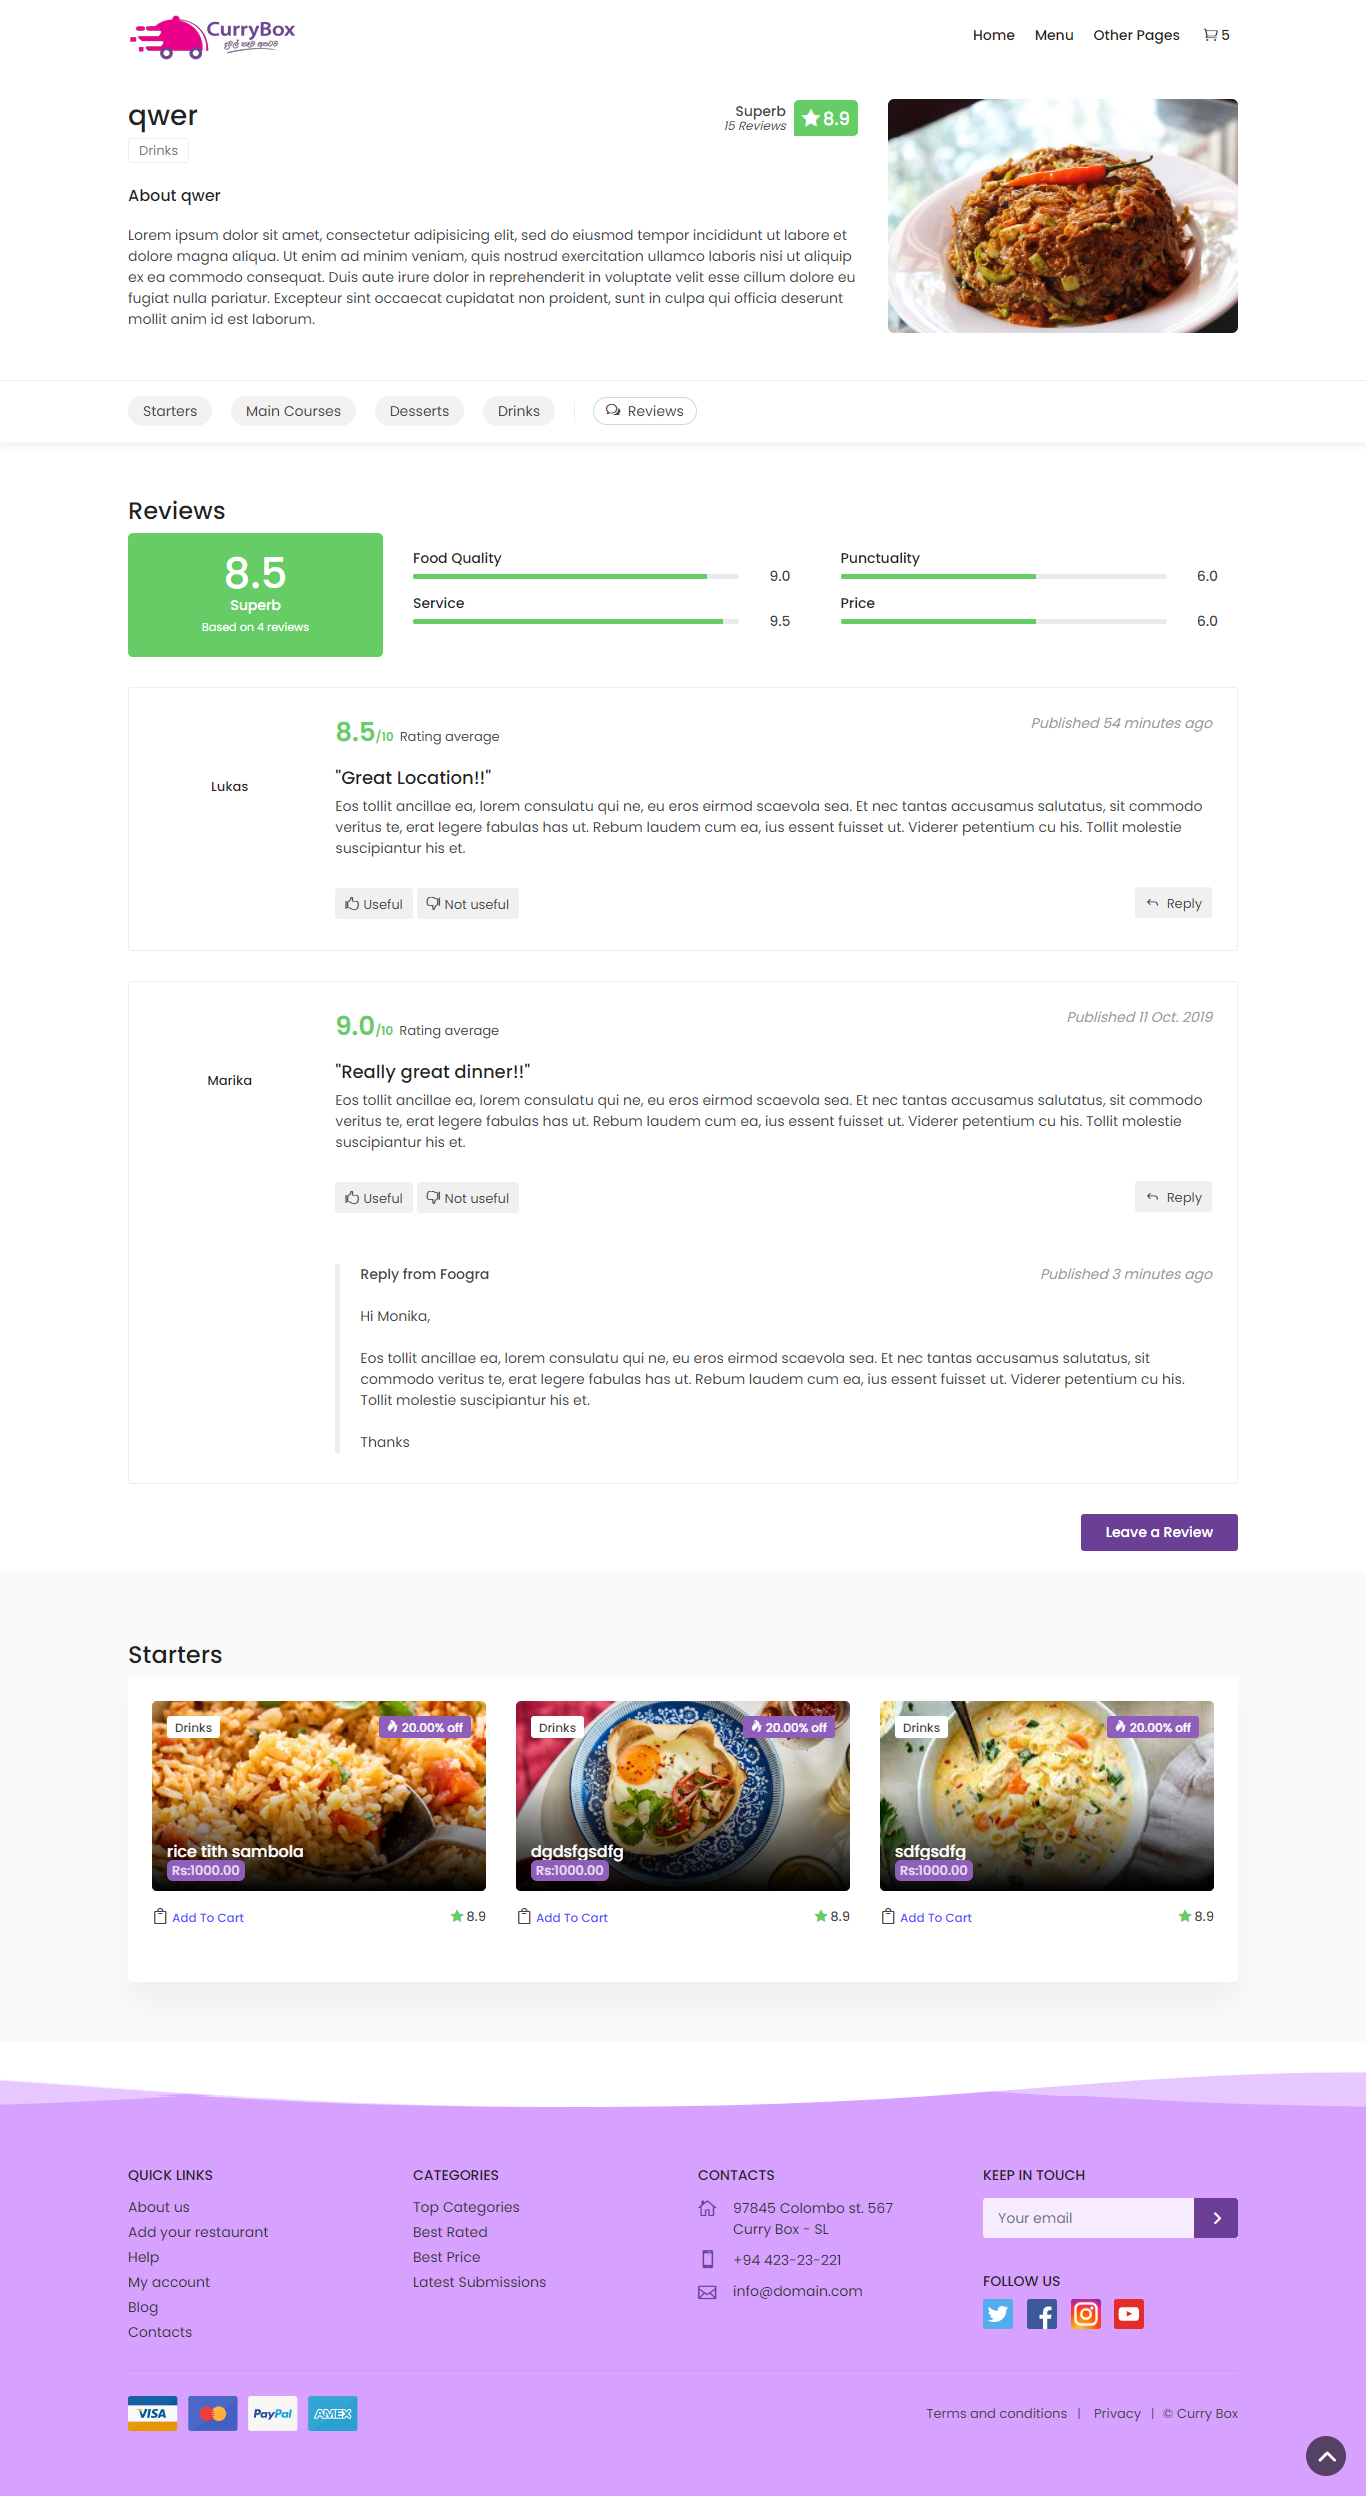 CurryBox
Home
Menu
Other Pages
5
qwer
Drinks
Superb
15 Reviews
8.9
About qwer
Lorem ipsum dolor sit amet, consectetur adipisicing elit, sed do eiusmod tempor incididunt ut labore et
dolore magna aliqua. Ut enim ad minim veniam, quis nostrud exercitation ullamco laboris nisi ut aliquip
ex ea commodo consequat. Duis aute irure dolor in reprehenderit in voluptate velit esse cillum dolore eu
fugiat nulla pariatur. Excepteur sint occaecat cupidatat non proident, sunt in culpa qui officia deserunt
mollit anim id est laborum.
Starters
Main Courses
Desserts
Drinks
Reviews
Reviews
8.5
Superb
Based on 4 reviews
Food Quality
9.0
Punctuality
6.0
Service
9.5
Price
6.0
Lukas
8.5/10 Rating average
Published 54 minutes ago
"Great Location!!"
Eos tollit ancillae ea, lorem consulatu qui ne, eu eros eirmod scaevola sea. Et nec tantas accusamus salutatus, sit commodo
veritus te, erat legere fabulas has ut. Rebum laudem cum ea, ius essent fuisset ut. Viderer petentium cu his. Tollit molestie
suscipiantur his et.
Useful
Not useful
Reply
Marika
9.0/10 Rating average
Published 11 Oct. 2019
"Really great dinner!!"
Eos tollit ancillae ea, lorem consulatu qui ne, eu eros eirmod scaevola sea. Et nec tantas accusamus salutatus, sit commodo
veritus te, erat legere fabulas has ut. Rebum laudem cum ea, ius essent fuisset ut. Viderer petentium cu his. Tollit molestie
suscipiantur his et.
Useful
Not useful
Reply
Reply from Foogra
Published 3 minutes ago
Hi Monika,
Eos tollit ancillae ea, lorem consulatu qui ne, eu eros eirmod scaevola sea. Et nec tantas accusamus salutatus, sit
commodo veritus te, erat legere fabulas has ut. Rebum laudem cum ea, ius essent fuisset ut. Viderer petentium cu his.
Tollit molestie suscipiantur his et.
Thanks
Leave a Review
Starters
Drinks
20.00% off
rice tith sambola
Rs:1000.00
Add To Cart
8.9
Drinks
20.00% off
dgdsfgsdfg
Rs:1000.00
Add To Cart
8.9
Drinks
20.00% off
sdfgsdfg
Rs:1000.00
Add To Cart
8.9
QUICK LINKS
About us
Add your restaurant
Help
My account
Blog
Contacts
CATEGORIES
Top Categories
Best Rated
Best Price
Latest Submissions
CONTACTS
97845 Colombo st. 567
Curry Box - SL
+94 423-23-221
info@domain.com
KEEP IN TOUCH
Your email
FOLLOW US
VISA
PayPal
AMEX
Terms and conditions
Privacy
© Curry Box